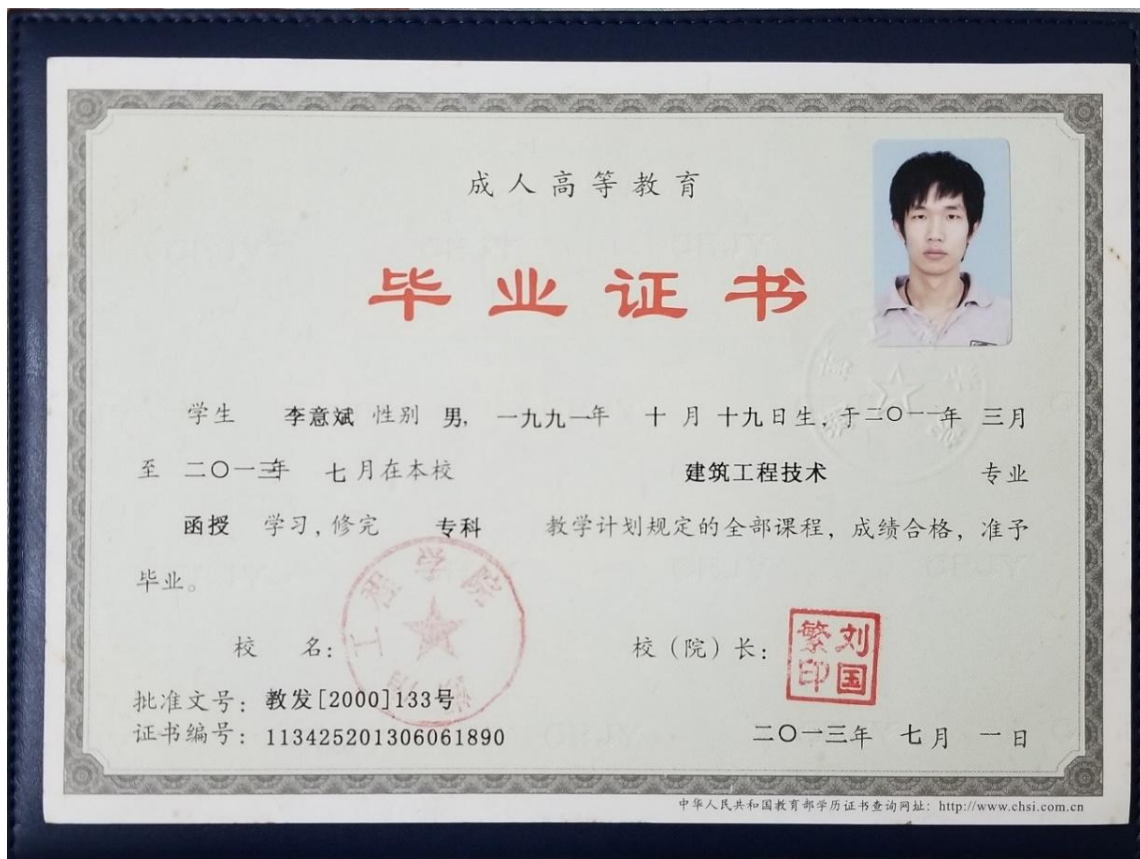 成人高等教育
毕业证书
学生 李意斌 性别 男, 一九九一年 十 月 十九日生, 于二〇一一年 三月
至 二〇一三年 七月在本校 建筑工程技术 专业
函授 学习, 修完 专科 教学计划规定的全部课程, 成绩合格, 准予
毕业。
校 名:
工程学院
校（院）长:
刘国繁印
批准文号: 教发[2000]133号
证书编号: 113425201306061890
二〇一三年 七月 一日
中华人民共和国教育部学历证书查询网址: http://www.chsi.com.cn